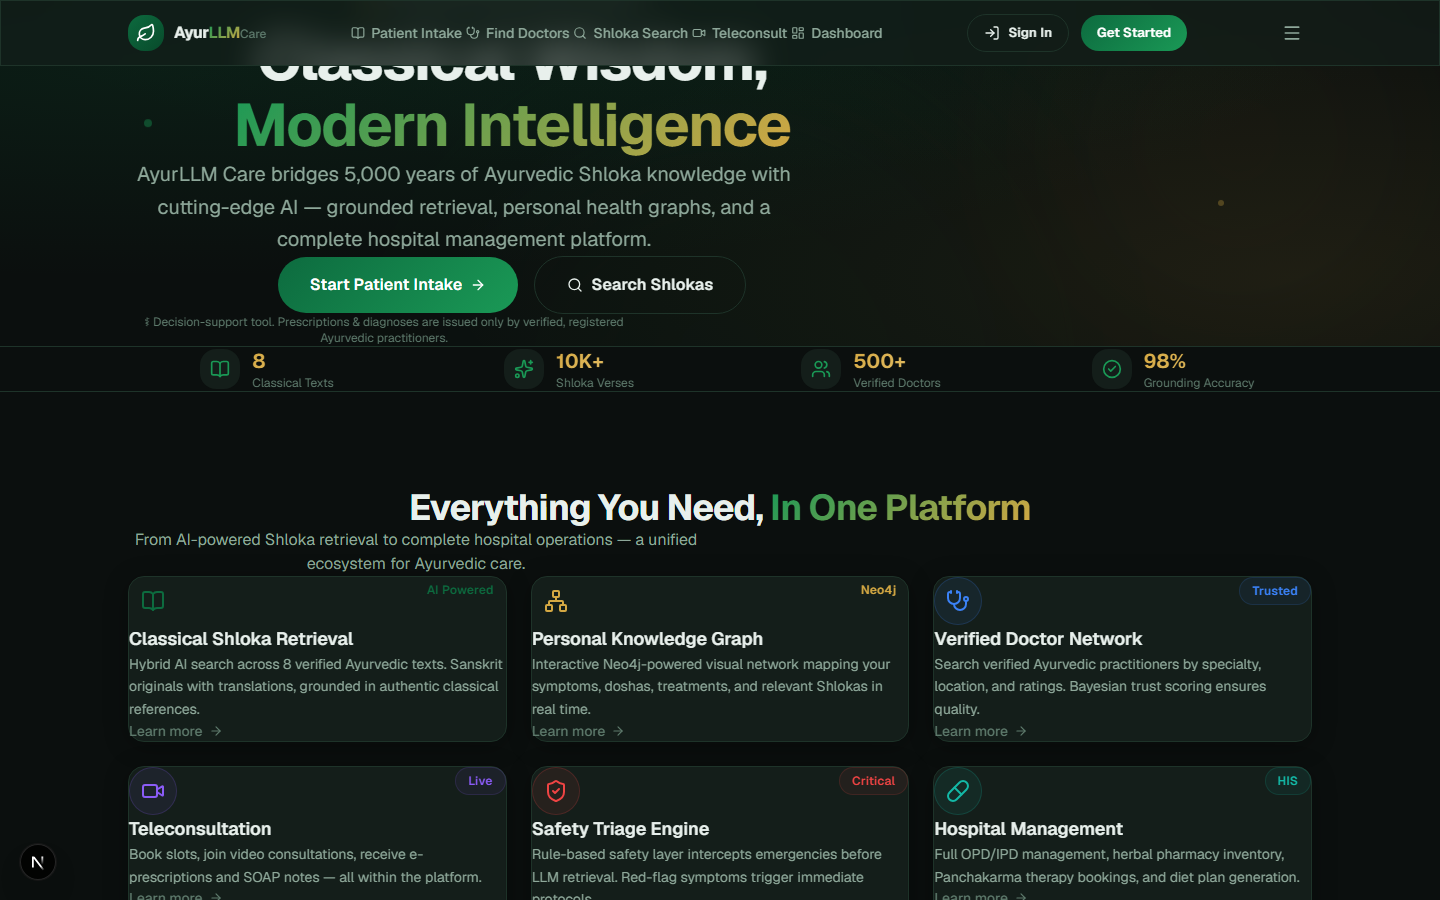 AyurLLMCare
Patient Intake
Find Doctors
Shloka Search
Teleconsult
Dashboard
Sign In
Get Started
Classical Wisdom,
Modern Intelligence
AyurLLM Care bridges 5,000 years of Ayurvedic Shloka knowledge with
cutting-edge AI — grounded retrieval, personal health graphs, and a
complete hospital management platform.
Start Patient Intake →
Search Shlokas
⚕ Decision-support tool. Prescriptions & diagnoses are issued only by verified, registered
Ayurvedic practitioners.
8
Classical Texts
10K+
Shloka Verses
500+
Verified Doctors
98%
Grounding Accuracy
Everything You Need, In One Platform
From AI-powered Shloka retrieval to complete hospital operations — a unified
ecosystem for Ayurvedic care.
AI Powered
Classical Shloka Retrieval
Hybrid AI search across 8 verified Ayurvedic texts. Sanskrit
originals with translations, grounded in authentic classical
references.
Learn more →
Neo4j
Personal Knowledge Graph
Interactive Neo4j-powered visual network mapping your
symptoms, doshas, treatments, and relevant Shlokas in
real time.
Learn more →
Trusted
Verified Doctor Network
Search verified Ayurvedic practitioners by specialty,
location, and ratings. Bayesian trust scoring ensures
quality.
Learn more →
Live
Teleconsultation
Book slots, join video consultations, receive e-
prescriptions and SOAP notes — all within the platform.
Learn more →
Critical
Safety Triage Engine
Rule-based safety layer intercepts emergencies before
LLM retrieval. Red-flag symptoms trigger immediate
protocols.
HIS
Hospital Management
Full OPD/IPD management, herbal pharmacy inventory,
Panchakarma therapy bookings, and diet plan generation.
Learn more →
N